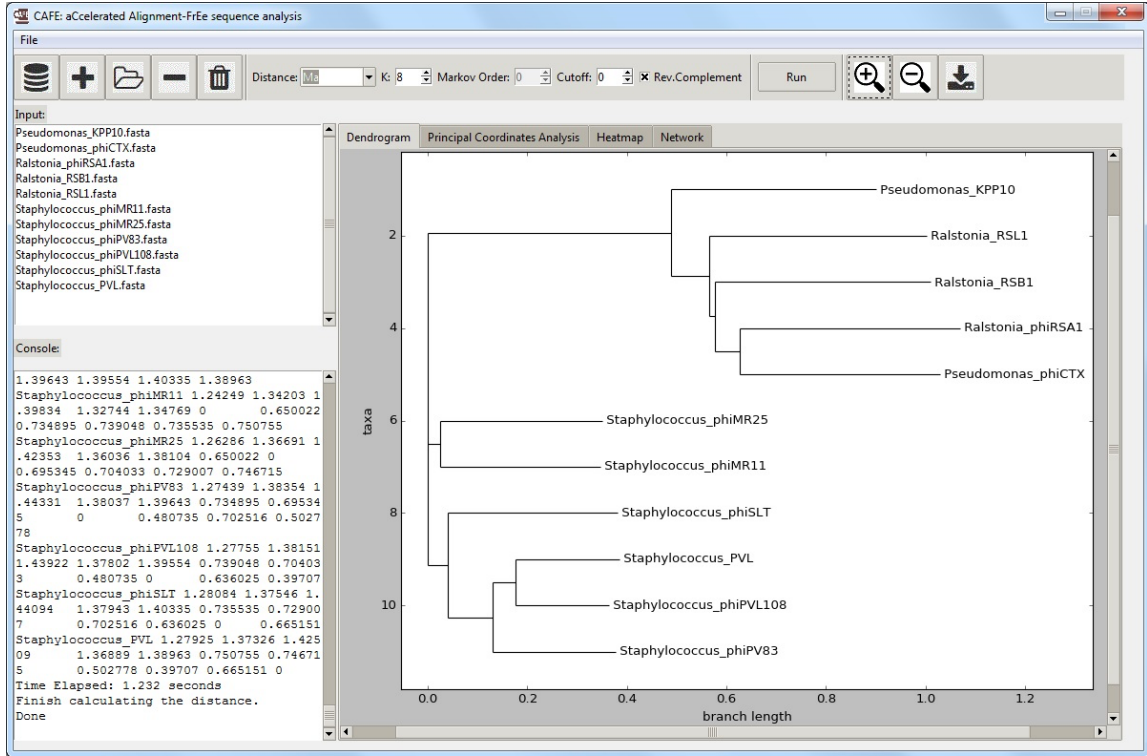 CAFE: aCcelerated Alignment-FrEe sequence analysis
File
Distance: Ma K: 8 Markov Order: 0 Cutoff: 0 Rev.Complement Run
Input:
Pseudomonas_KPP10.fasta
Pseudomonas_phiCTX.fasta
Ralstonia_phiRSA1.fasta
Ralstonia_RSB1.fasta
Ralstonia_RSL1.fasta
Staphylococcus_phiMR11.fasta
Staphylococcus_phiMR25.fasta
Staphylococcus_phiPV83.fasta
Staphylococcus_phiPVL108.fasta
Staphylococcus_phiSLT.fasta
Staphylococcus_PVL.fasta
Console:
1.39643 1.39554 1.40335 1.38963
Staphylococcus_phiMR11 1.24249 1.34203 1
.39834 1.32744 1.34769 0 0.650022
0.734895 0.739048 0.735535 0.750755
Staphylococcus_phiMR25 1.26286 1.36691 1
.42353 1.36036 1.38104 0.650022 0
0.695345 0.704033 0.729007 0.746715
Staphylococcus_phiPV83 1.27439 1.38354 1
.44331 1.38037 1.39643 0.734895 0.69534
5 0 0.480735 0.702516 0.5027
78
Staphylococcus_phiPVL108 1.27755 1.38151
1.43922 1.37802 1.39554 0.739048 0.70403
3 0.480735 0 0.636025 0.39707
Staphylococcus_phiSLT 1.28084 1.37546 1.
44094 1.37943 1.40335 0.735535 0.72900
7 0.702516 0.636025 0 0.665151
Staphylococcus_PVL 1.27925 1.37326 1.425
09 1.36889 1.38963 0.750755 0.74671
5 0.502778 0.39707 0.665151 0
Time Elapsed: 1.232 seconds
Finish calculating the distance.
Done
Dendrogram Principal Coordinates Analysis Heatmap Network
Pseudomonas_KPP10
Ralstonia_RSL1
Ralstonia_RSB1
Ralstonia_phiRSA1
Pseudomonas_phiCTX
Staphylococcus_phiMR25
Staphylococcus_phiMR11
Staphylococcus_phiSLT
Staphylococcus_PVL
Staphylococcus_phiPVL108
Staphylococcus_phiPV83
taxa
2
4
6
8
10
0.0 0.2 0.4 0.6 0.8 1.0 1.2
branch length